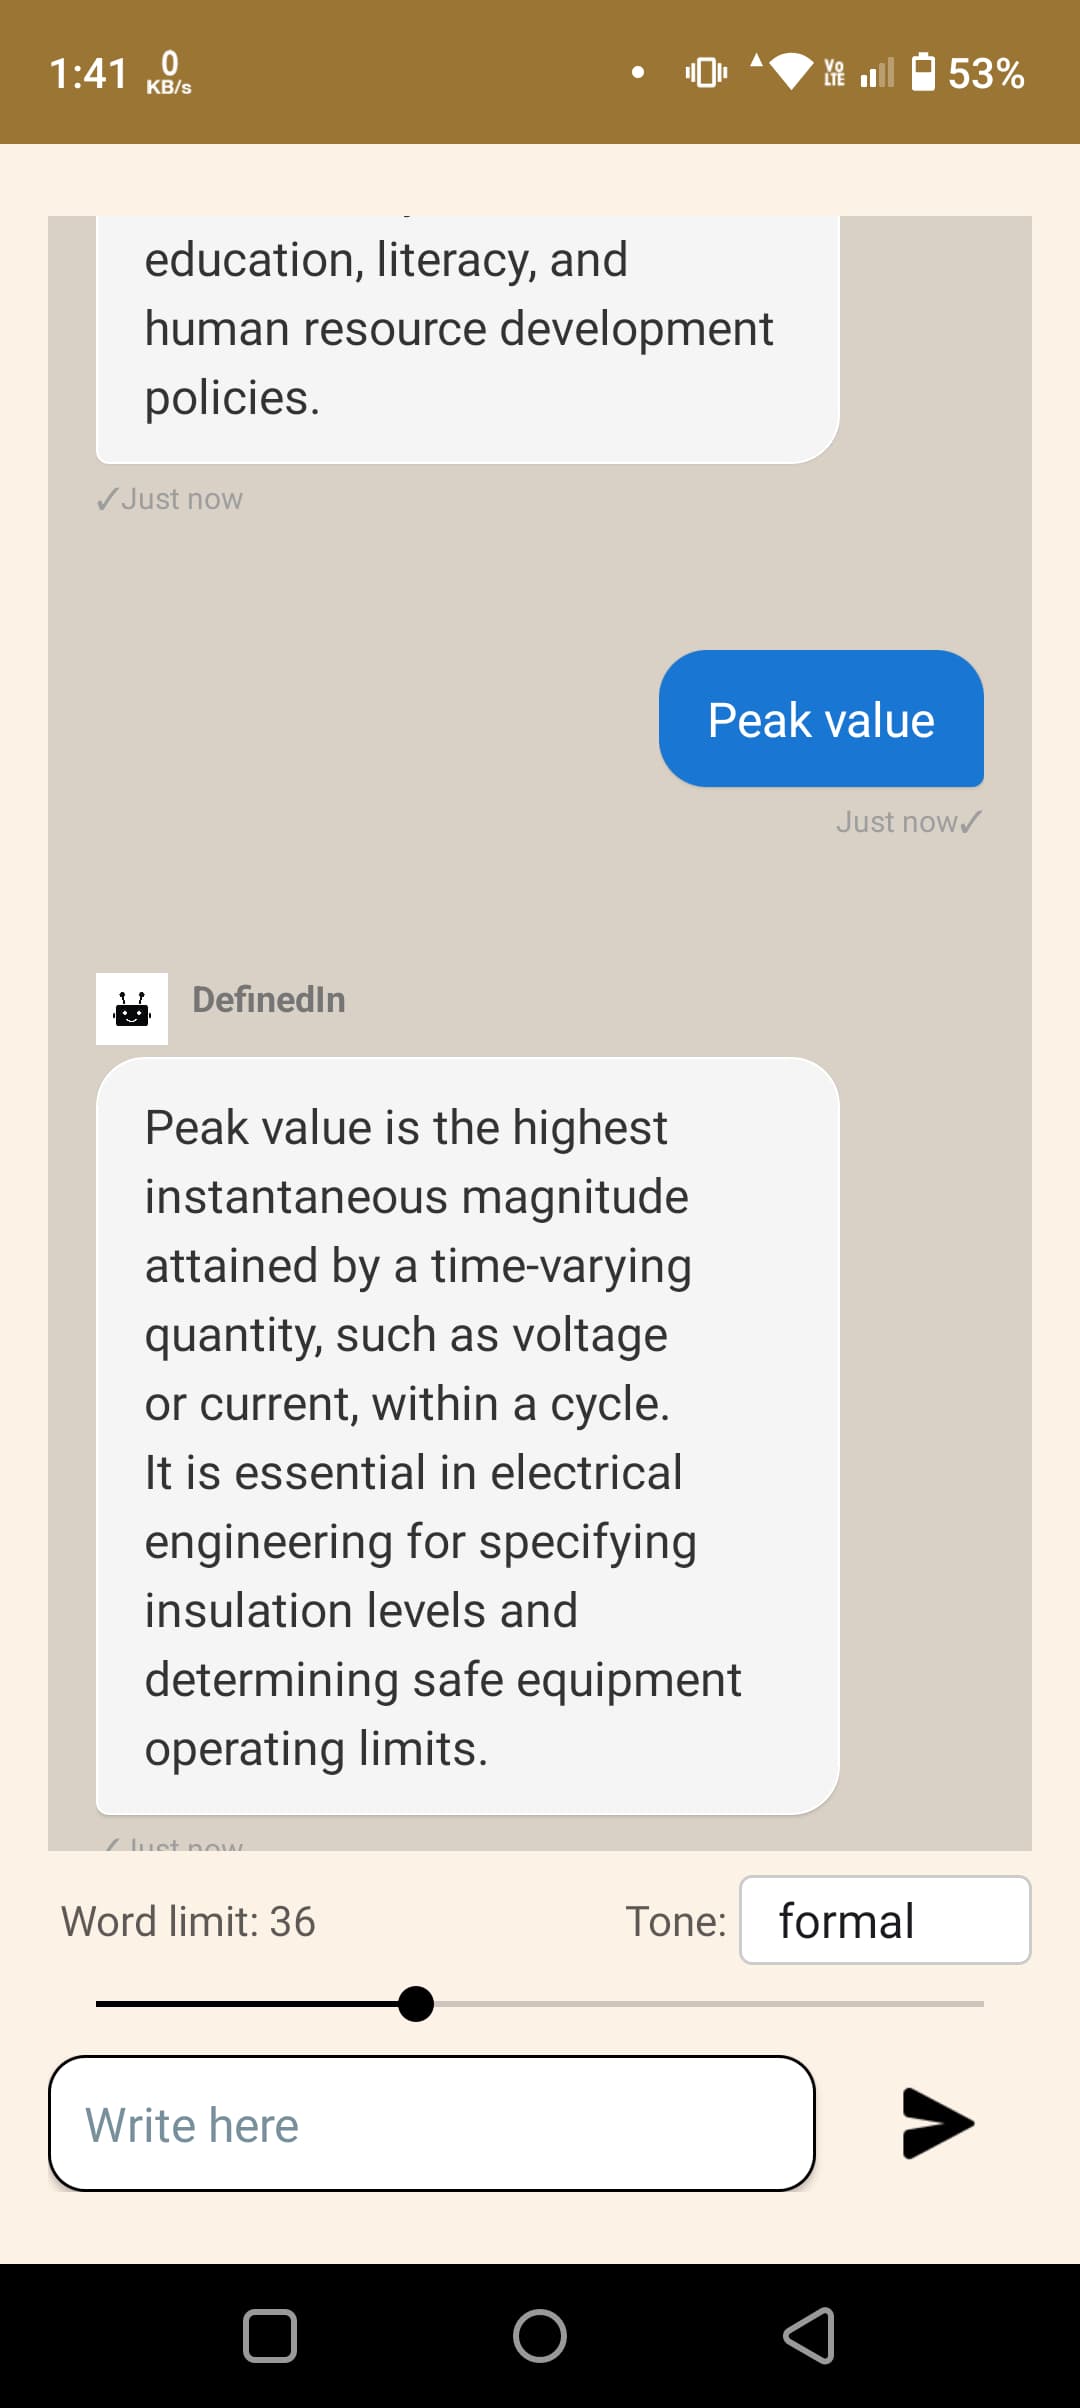 1:41 0 KB/s Vo LTE 53%
education, literacy, and
human resource development
policies.
✓Just now
Peak value
Just now✓
DefinedIn
Peak value is the highest
instantaneous magnitude
attained by a time-varying
quantity, such as voltage
or current, within a cycle.
It is essential in electrical
engineering for specifying
insulation levels and
determining safe equipment
operating limits.
✓Just now
Word limit: 36 Tone: formal
Write here